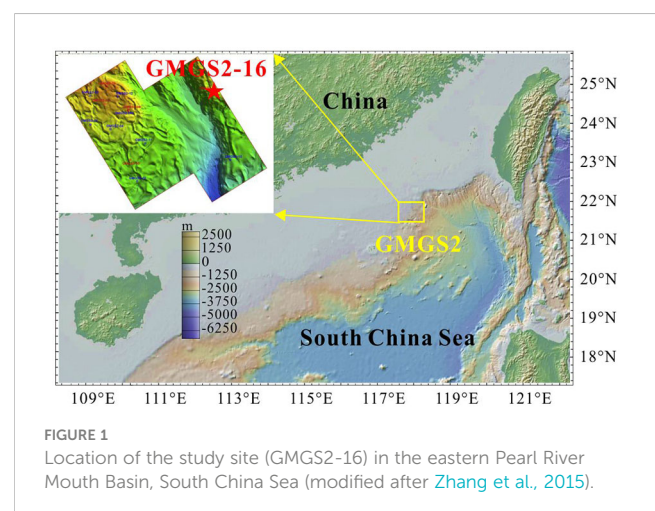 GMGS2-16
China
GMGS2
South China Sea
m
2500
1250
0
-1250
-2500
-3750
-5000
-6250
25°N
24°N
23°N
22°N
21°N
20°N
19°N
18°N
109°E 111°E 113°E 115°E 117°E 119°E 121°E
FIGURE 1
Location of the study site (GMGS2-16) in the eastern Pearl River
Mouth Basin, South China Sea (modified after Zhang et al., 2015).